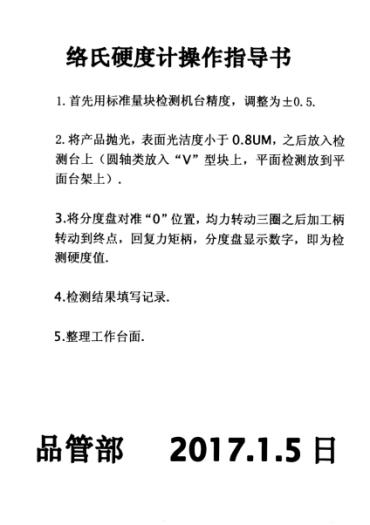 络氏硬度计操作指导书
1. 首先用标准量块检测机台精度，调整为±0.5.
2. 将产品抛光，表面光洁度小于0.8UM，之后放入检
测台上（圆轴类放入“V”型块上，平面检测放到平
面台架上）.
3.将分度盘对准“0”位置，均力转动三圈之后加工柄
转动到终点，回复力矩柄，分度盘显示数字，即为检
测硬度值.
4.检测结果填写记录.
5.整理工作台面.
品管部 2017.1.5日